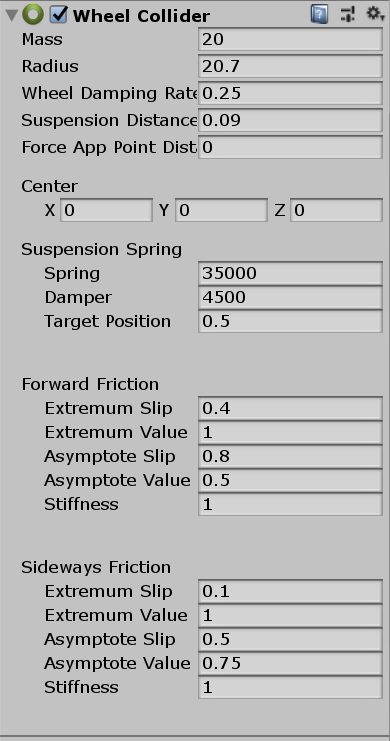 Wheel Collider
Mass 20
Radius 20.7
Wheel Damping Rate 0.25
Suspension Distance 0.09
Force App Point Dist 0
Center
X 0 Y 0 Z 0
Suspension Spring
Spring 35000
Damper 4500
Target Position 0.5
Forward Friction
Extremum Slip 0.4
Extremum Value 1
Asymptote Slip 0.8
Asymptote Value 0.5
Stiffness 1
Sideways Friction
Extremum Slip 0.1
Extremum Value 1
Asymptote Slip 0.5
Asymptote Value 0.75
Stiffness 1